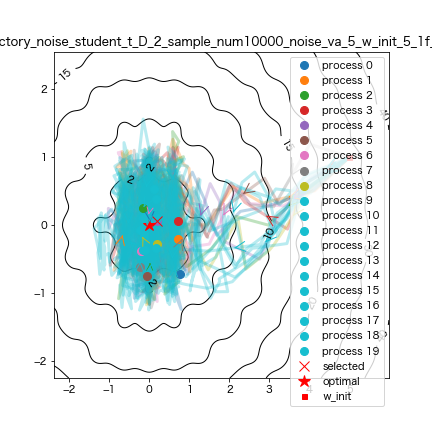 ctory_noise_student_t_D_2_sample_num10000_noise_va_5_w_init_5_1f_
process 0
process 1
process 2
process 3
process 4
process 5
process 6
process 7
process 8
process 9
process 10
process 11
process 12
process 13
process 14
process 15
process 16
process 17
process 18
process 19
selected
optimal
w_init
15
5
2
2
2
10
2
1
0
−1
−2
−2
−1
0
1
2
3